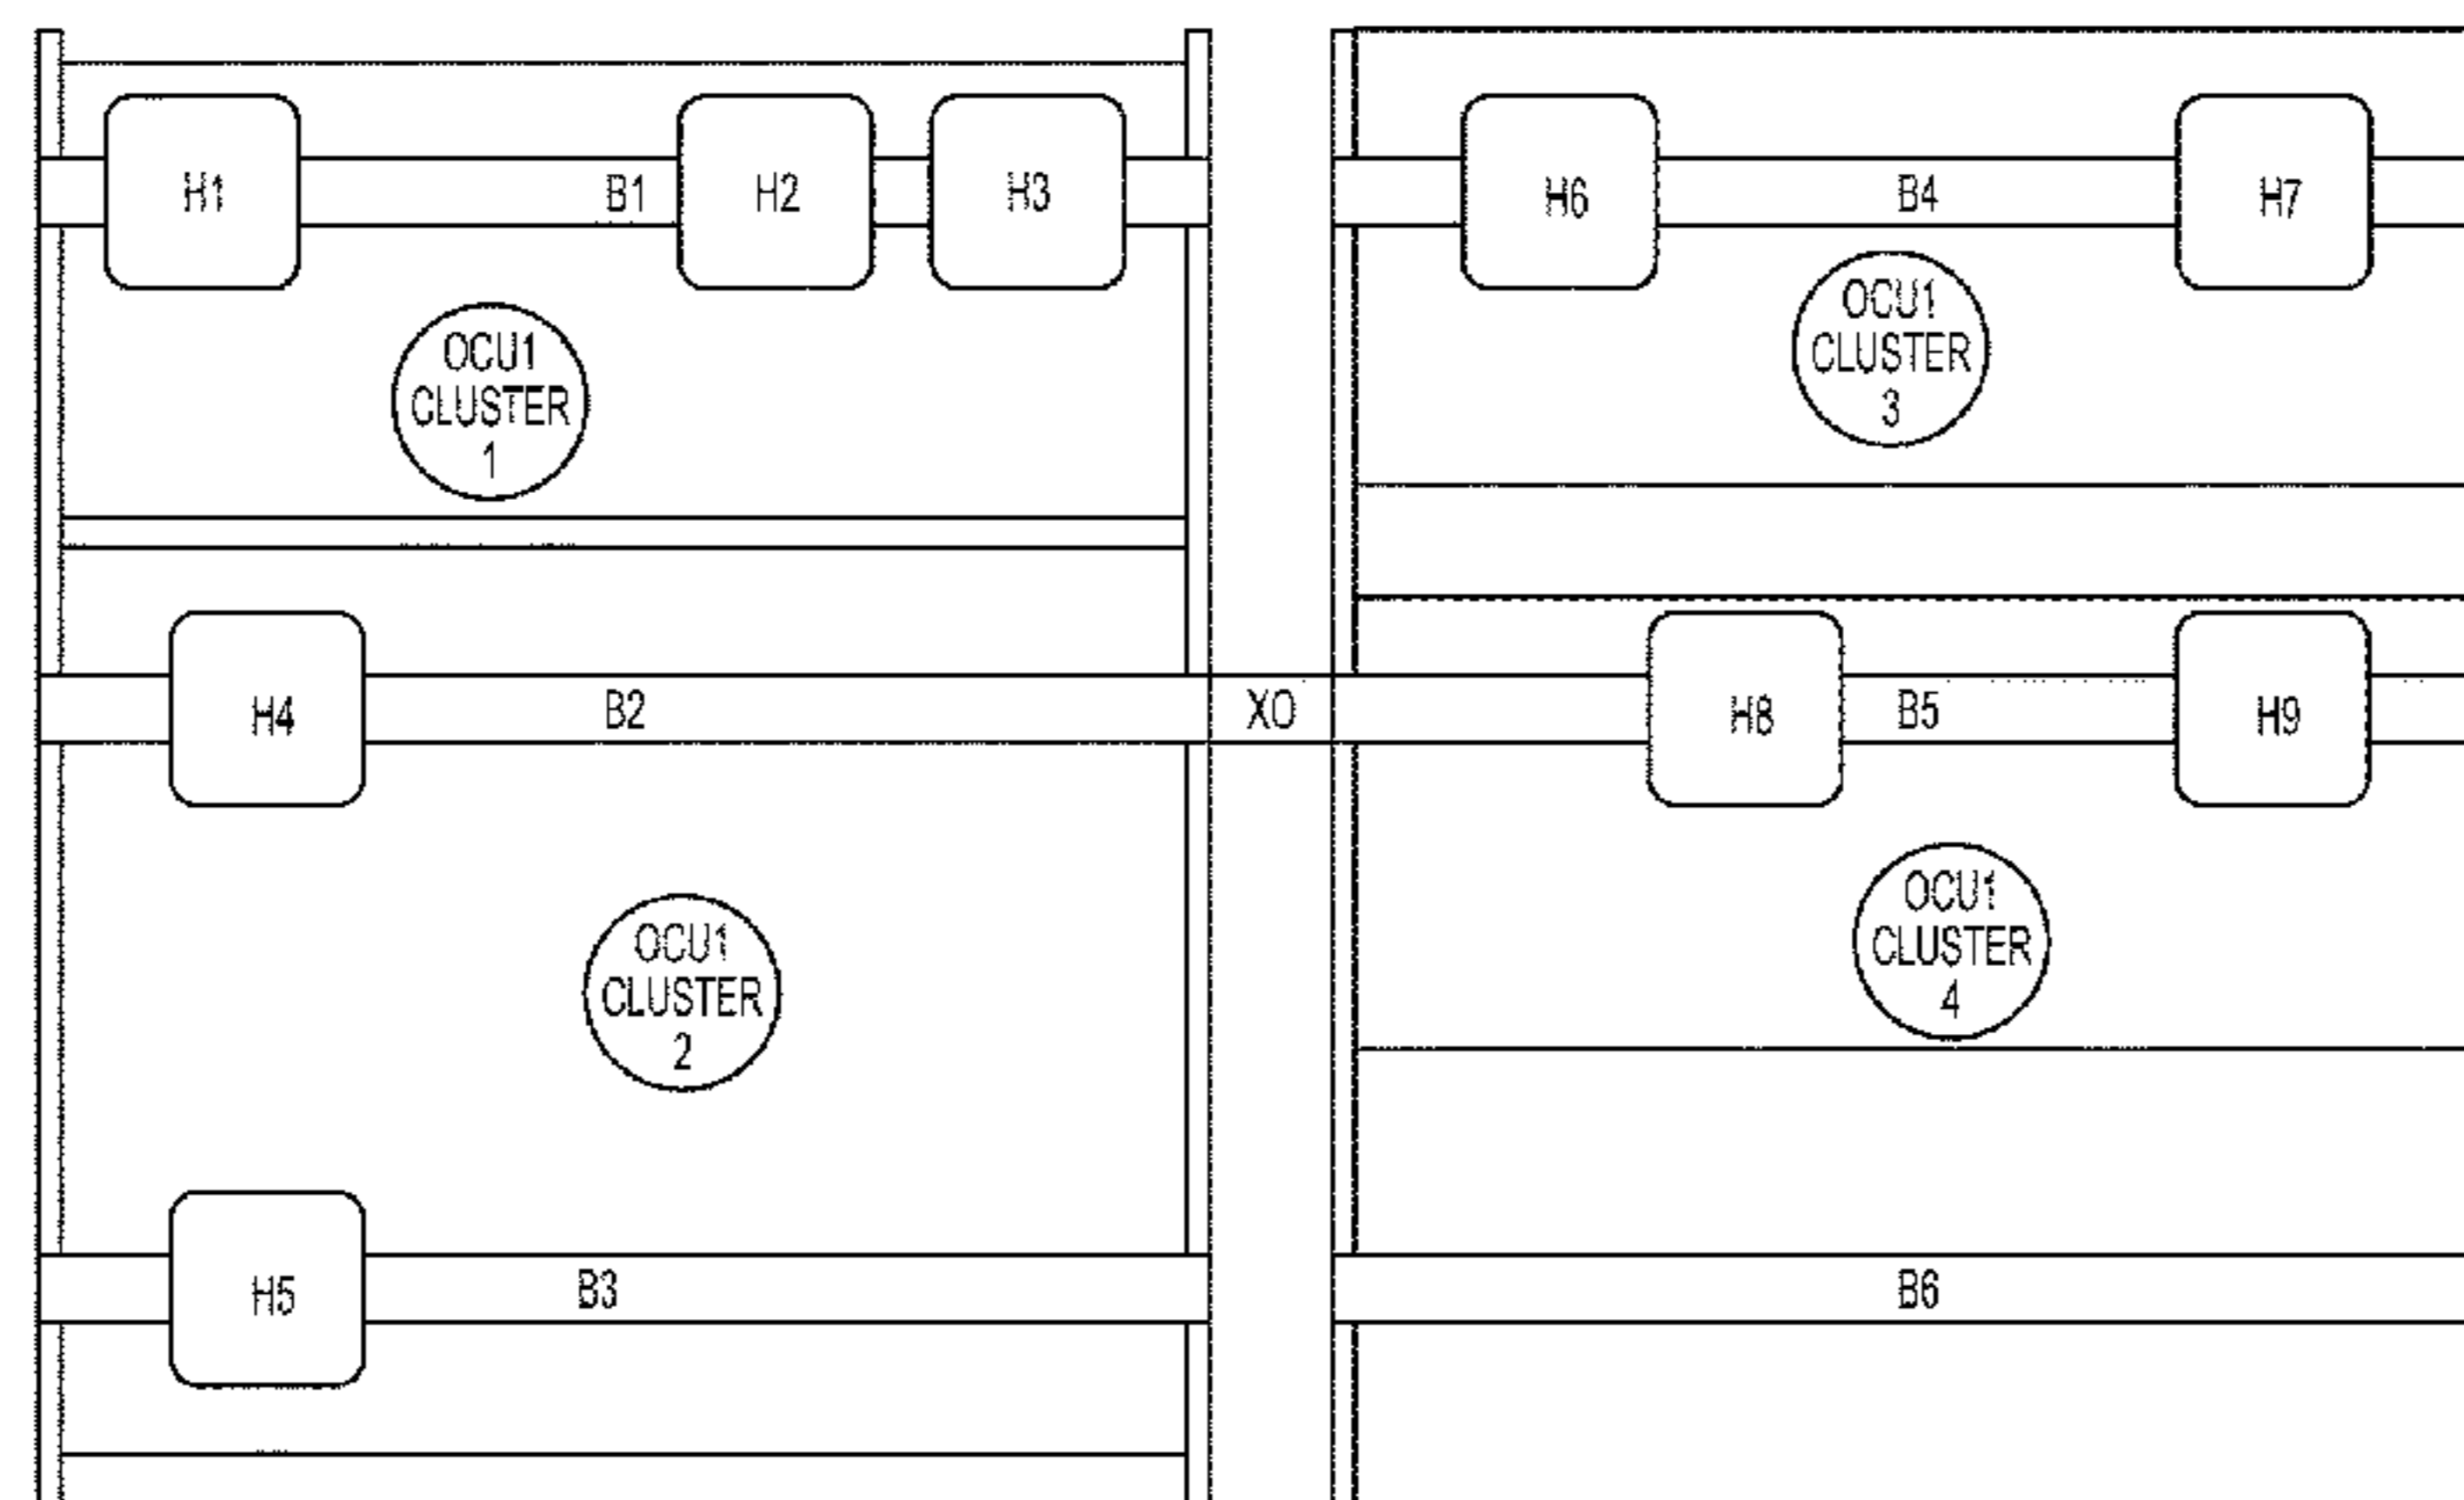 H1
B1
H2
H3
H6
B4
H7
OCU1
CLUSTER
1
OCU1
CLUSTER
3
H4
B2
XO
H8
B5
H9
OCU1
CLUSTER
2
OCU1
CLUSTER
4
H5
B3
B6